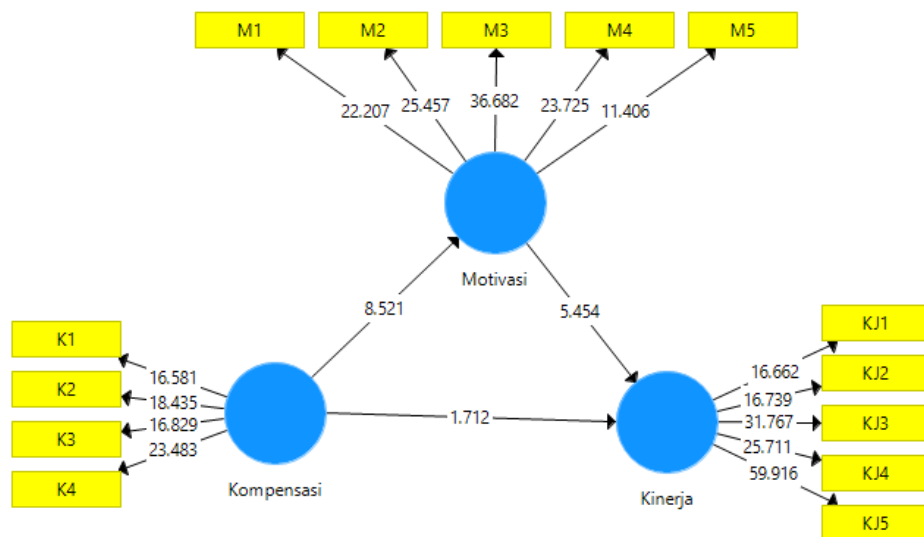 M1
M2
M3
M4
M5
22.207
25.457
36.682
23.725
11.406
Motivasi
8.521
5.454
K1
K2
K3
K4
16.581
18.435
16.829
23.483
Kompensasi
1.712
Kinerja
16.662
16.739
31.767
25.711
59.916
KJ1
KJ2
KJ3
KJ4
KJ5